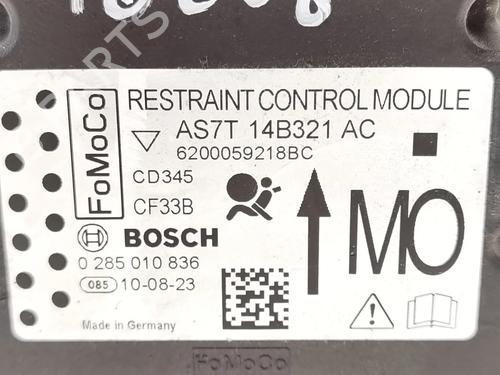 FoMoCo
RESTRAINT CONTROL MODULE
AS7T 14B321 AC
6200059218BC
CD345
CF33B
BOSCH
0 285 010 836
085 10-08-23
MO
Made in Germany
FoMoCo